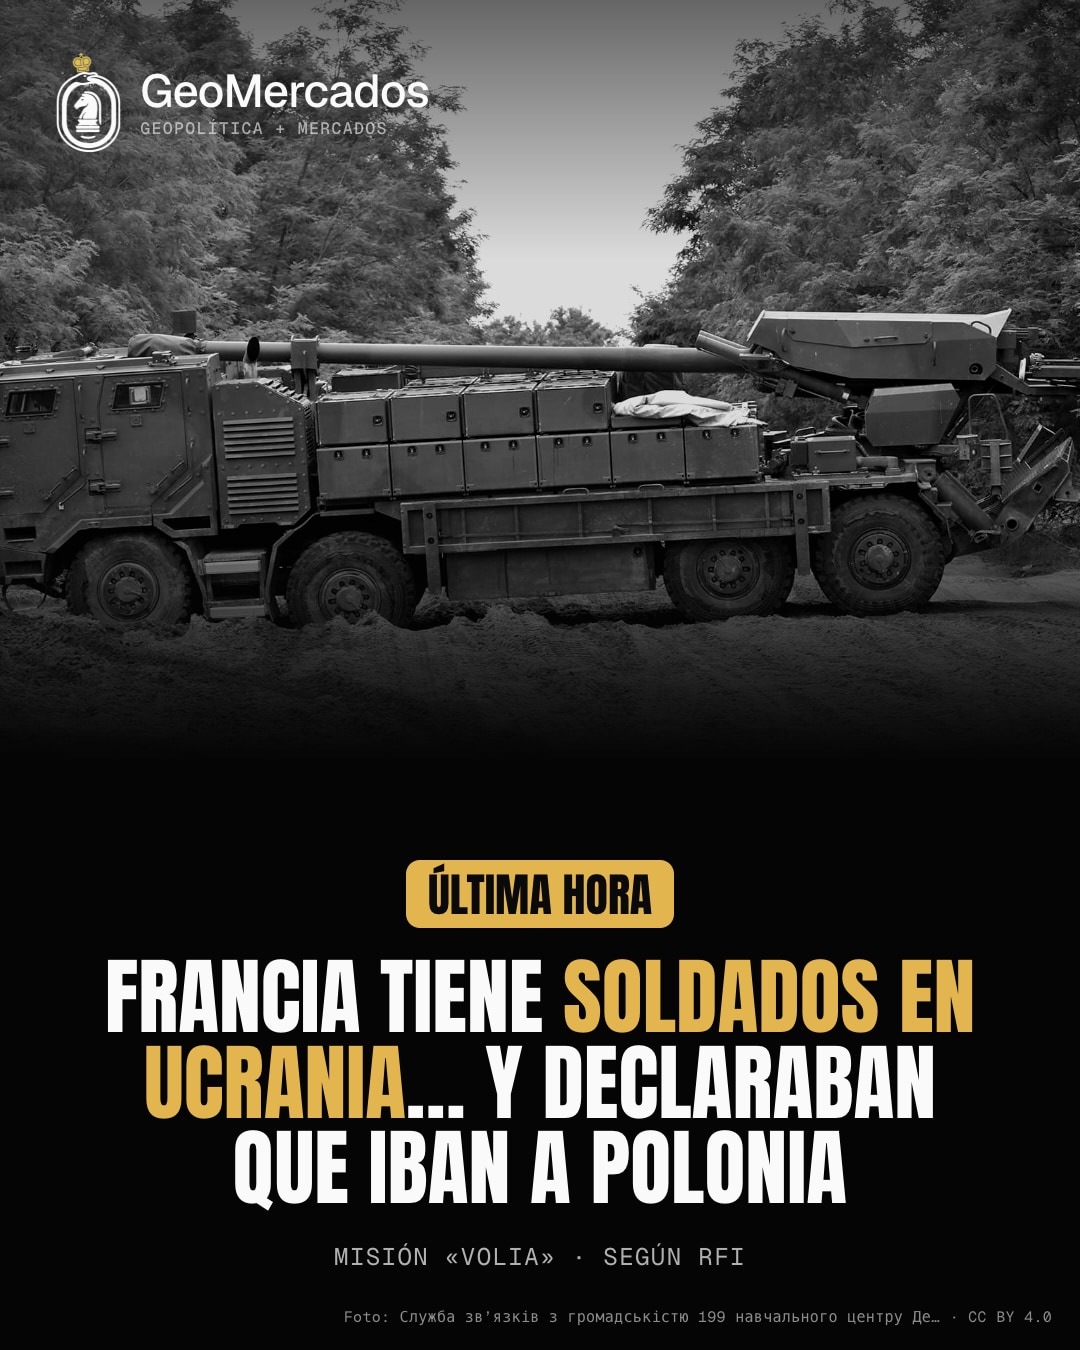 GeoMercados
GEOPOLÍTICA + MERCADOS
ÚLTIMA HORA
FRANCIA TIENE SOLDADOS EN
UCRANIA... Y DECLARABAN
QUE IBAN A POLONIA
MISIÓN «VOLIA» · SEGÚN RFI
Foto: Служба зв’язків з громадськістю 199 навчального центру Де… · CC BY 4.0